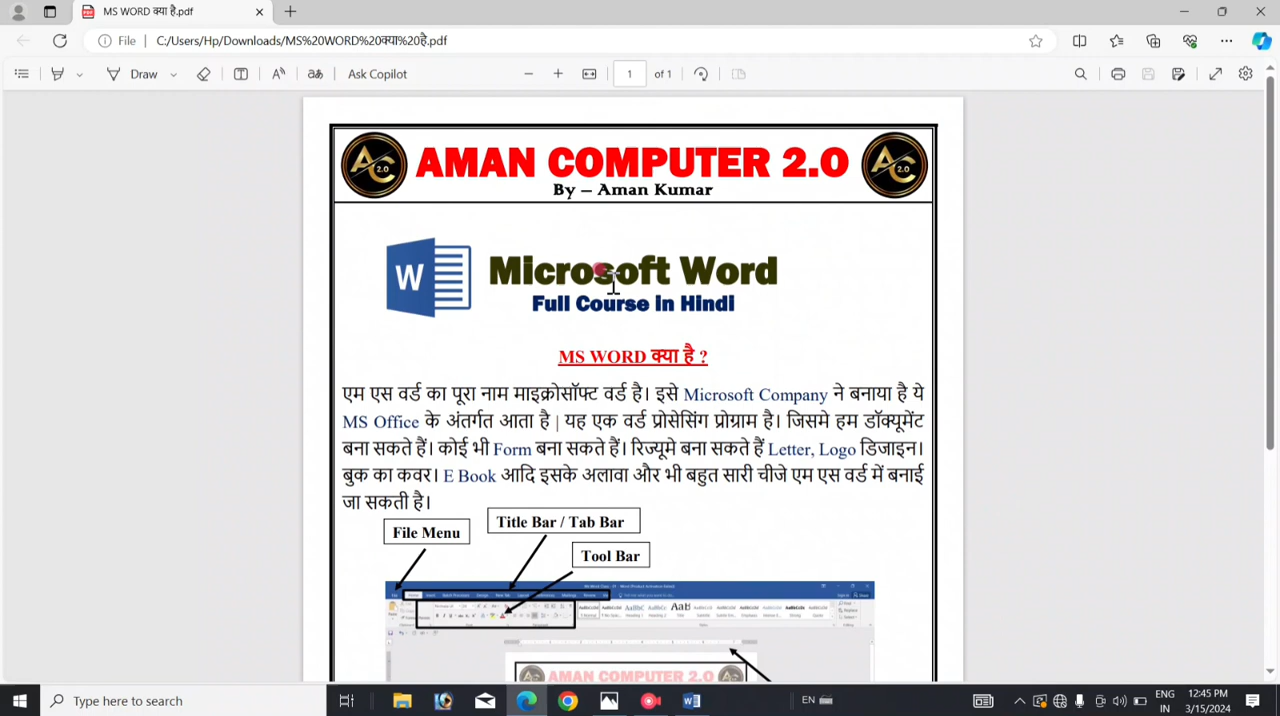 MS WORD क्या है.pdf
File C:/Users/Hp/Downloads/MS%20WORD%20क्या%20है.pdf
Draw Ask Copilot 1 of 1
AMAN COMPUTER 2.O
By – Aman Kumar
AC 2.0 AC 2.0
W Microsoft Word
Full Course in Hindi
MS WORD क्या है ?
एम एस वर्ड का पूरा नाम माइक्रोसॉफ्ट वर्ड है। इसे Microsoft Company ने बनाया है ये
MS Office के अंतर्गत आता है | यह एक वर्ड प्रोसेसिंग प्रोग्राम है। जिसमे हम डॉक्यूमेंट
बना सकते हैं। कोई भी Form बना सकते हैं। रिज्यूमे बना सकते हैं Letter, Logo डिजाइन।
बुक का कवर। E Book आदि इसके अलावा और भी बहुत सारी चीजे एम एस वर्ड में बनाई
जा सकती है।
File Menu
Title Bar / Tab Bar
Tool Bar
AMAN COMPUTER 2.O
Type here to search
EN
ENG
IN
12:45 PM
3/15/2024